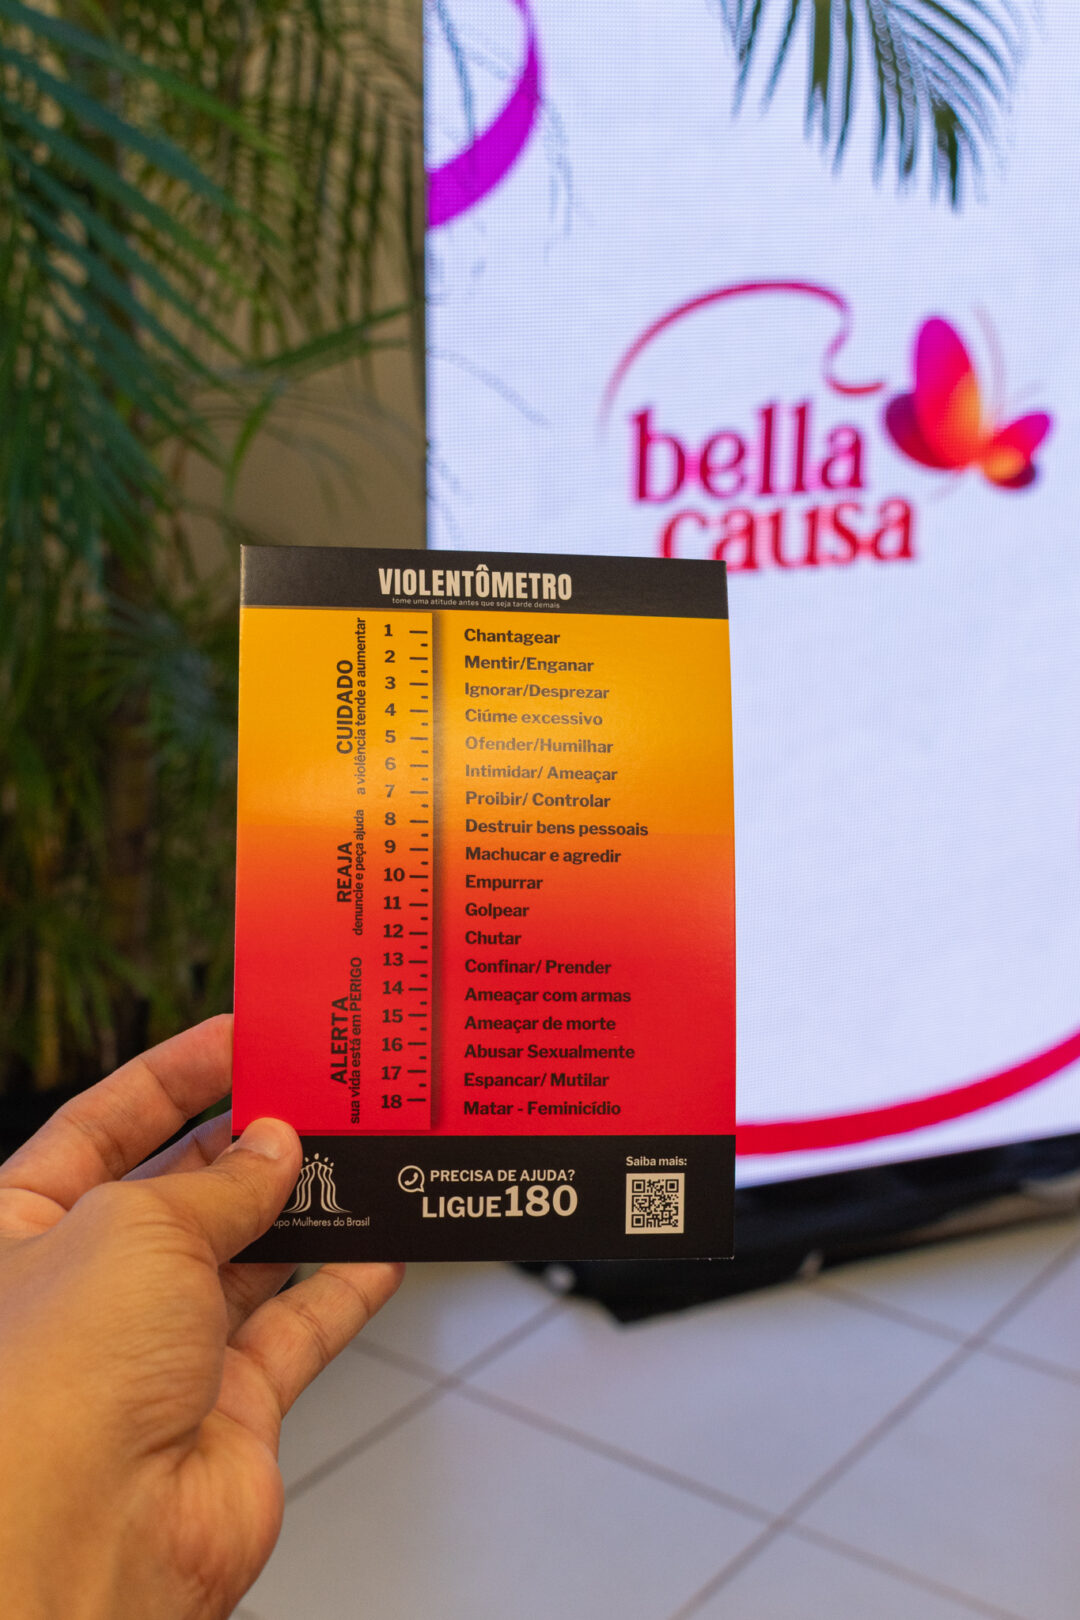 bella
causa
VIOLENTÔMETRO
tome uma atitude antes que seja tarde demais
CUIDADO
a violência tende a aumentar
REAJA
denuncie e peça ajuda
ALERTA
sua vida está em PERIGO
1 Chantagear
2 Mentir/Enganar
3 Ignorar/Desprezar
4 Ciúme excessivo
5 Ofender/Humilhar
6 Intimidar/ Ameaçar
7 Proibir/ Controlar
8 Destruir bens pessoais
9 Machucar e agredir
10 Empurrar
11 Golpear
12 Chutar
13 Confinar/ Prender
14 Ameaçar com armas
15 Ameaçar de morte
16 Abusar Sexualmente
17 Espancar/ Mutilar
18 Matar - Feminicídio
Mulheres do Brasil
PRECISA DE AJUDA?
LIGUE 180
Saiba mais: